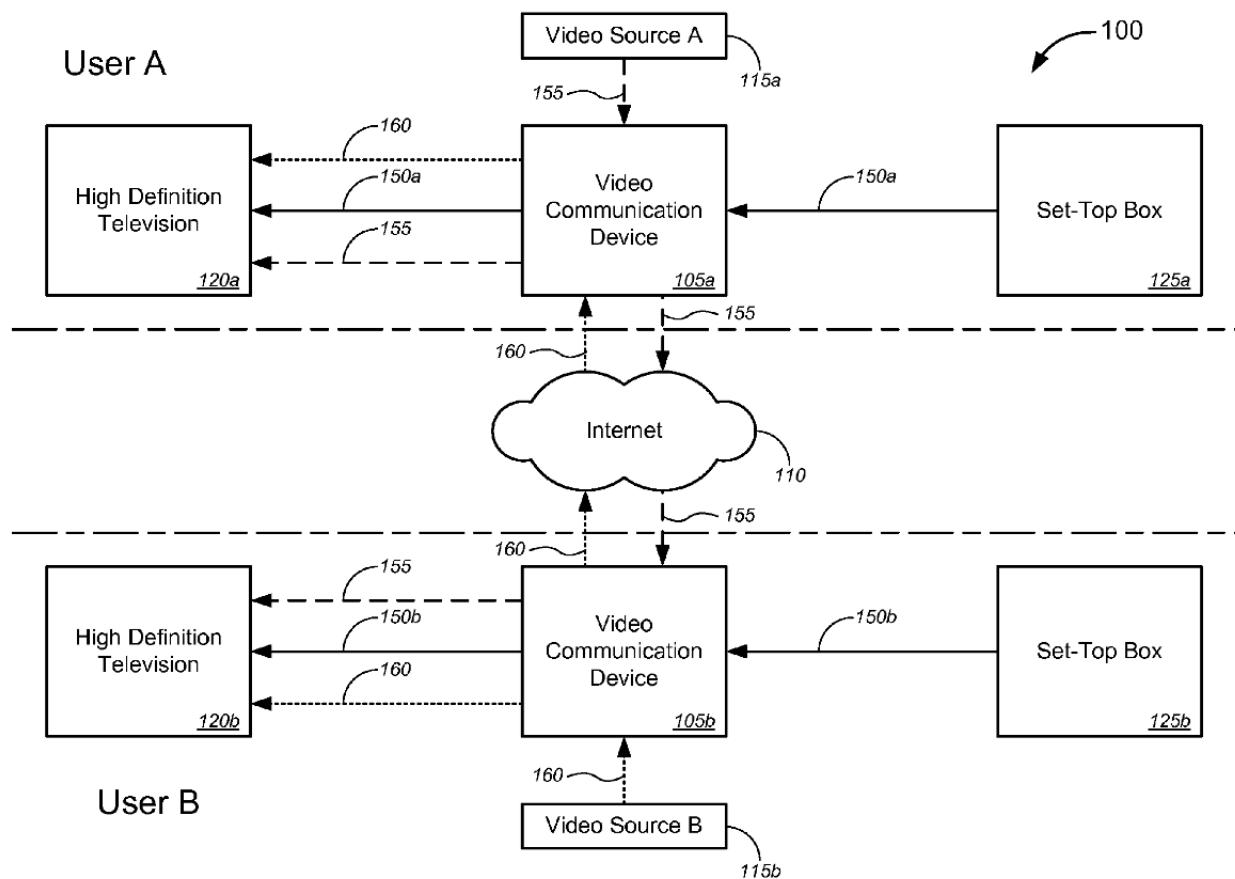 Video Source A
100
User A
115a
155
160
150a
155
High Definition
Television
120a
Video
Communication
Device
105a
150a
Set-Top Box
125a
155
160
Internet
110
155
160
155
150b
160
High Definition
Television
120b
Video
Communication
Device
105b
150b
Set-Top Box
125b
160
User B
Video Source B
115b